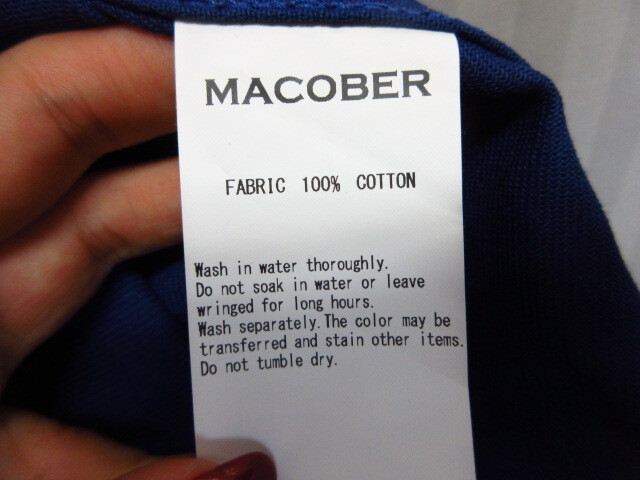 MACOBER
FABRIC 100% COTTON
Wash in water thoroughly.
Do not soak in water or leave
wringed for long hours.
Wash separately.The color may be
transferred and stain other items.
Do not tumble dry.